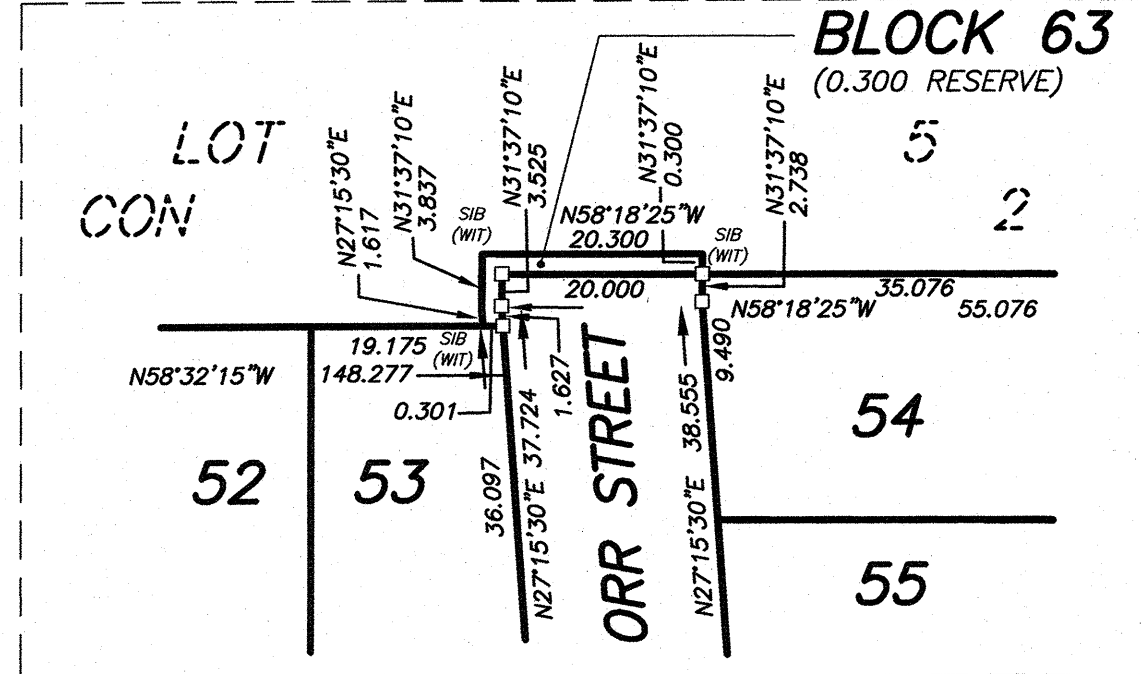 BLOCK 63
(0.300 RESERVE)
LOT
5
CON
2
N27°15'30"E
1.617
N31°37'10"E
3.837
N31°37'10"E
3.525
N31°37'10"E
0.300
N31°37'10"E
2.738
SIB
(WIT)
N58°18'25"W
20.300
SIB
(WIT)
20.000
35.076
N58°18'25"W
55.076
19.175
SIB
(WIT)
N58°32'15"W
148.277
0.301
1.627
9.490
36.097
N27°15'30"E 37.724
ORR STREET
N27°15'30"E 38.555
52
53
54
55